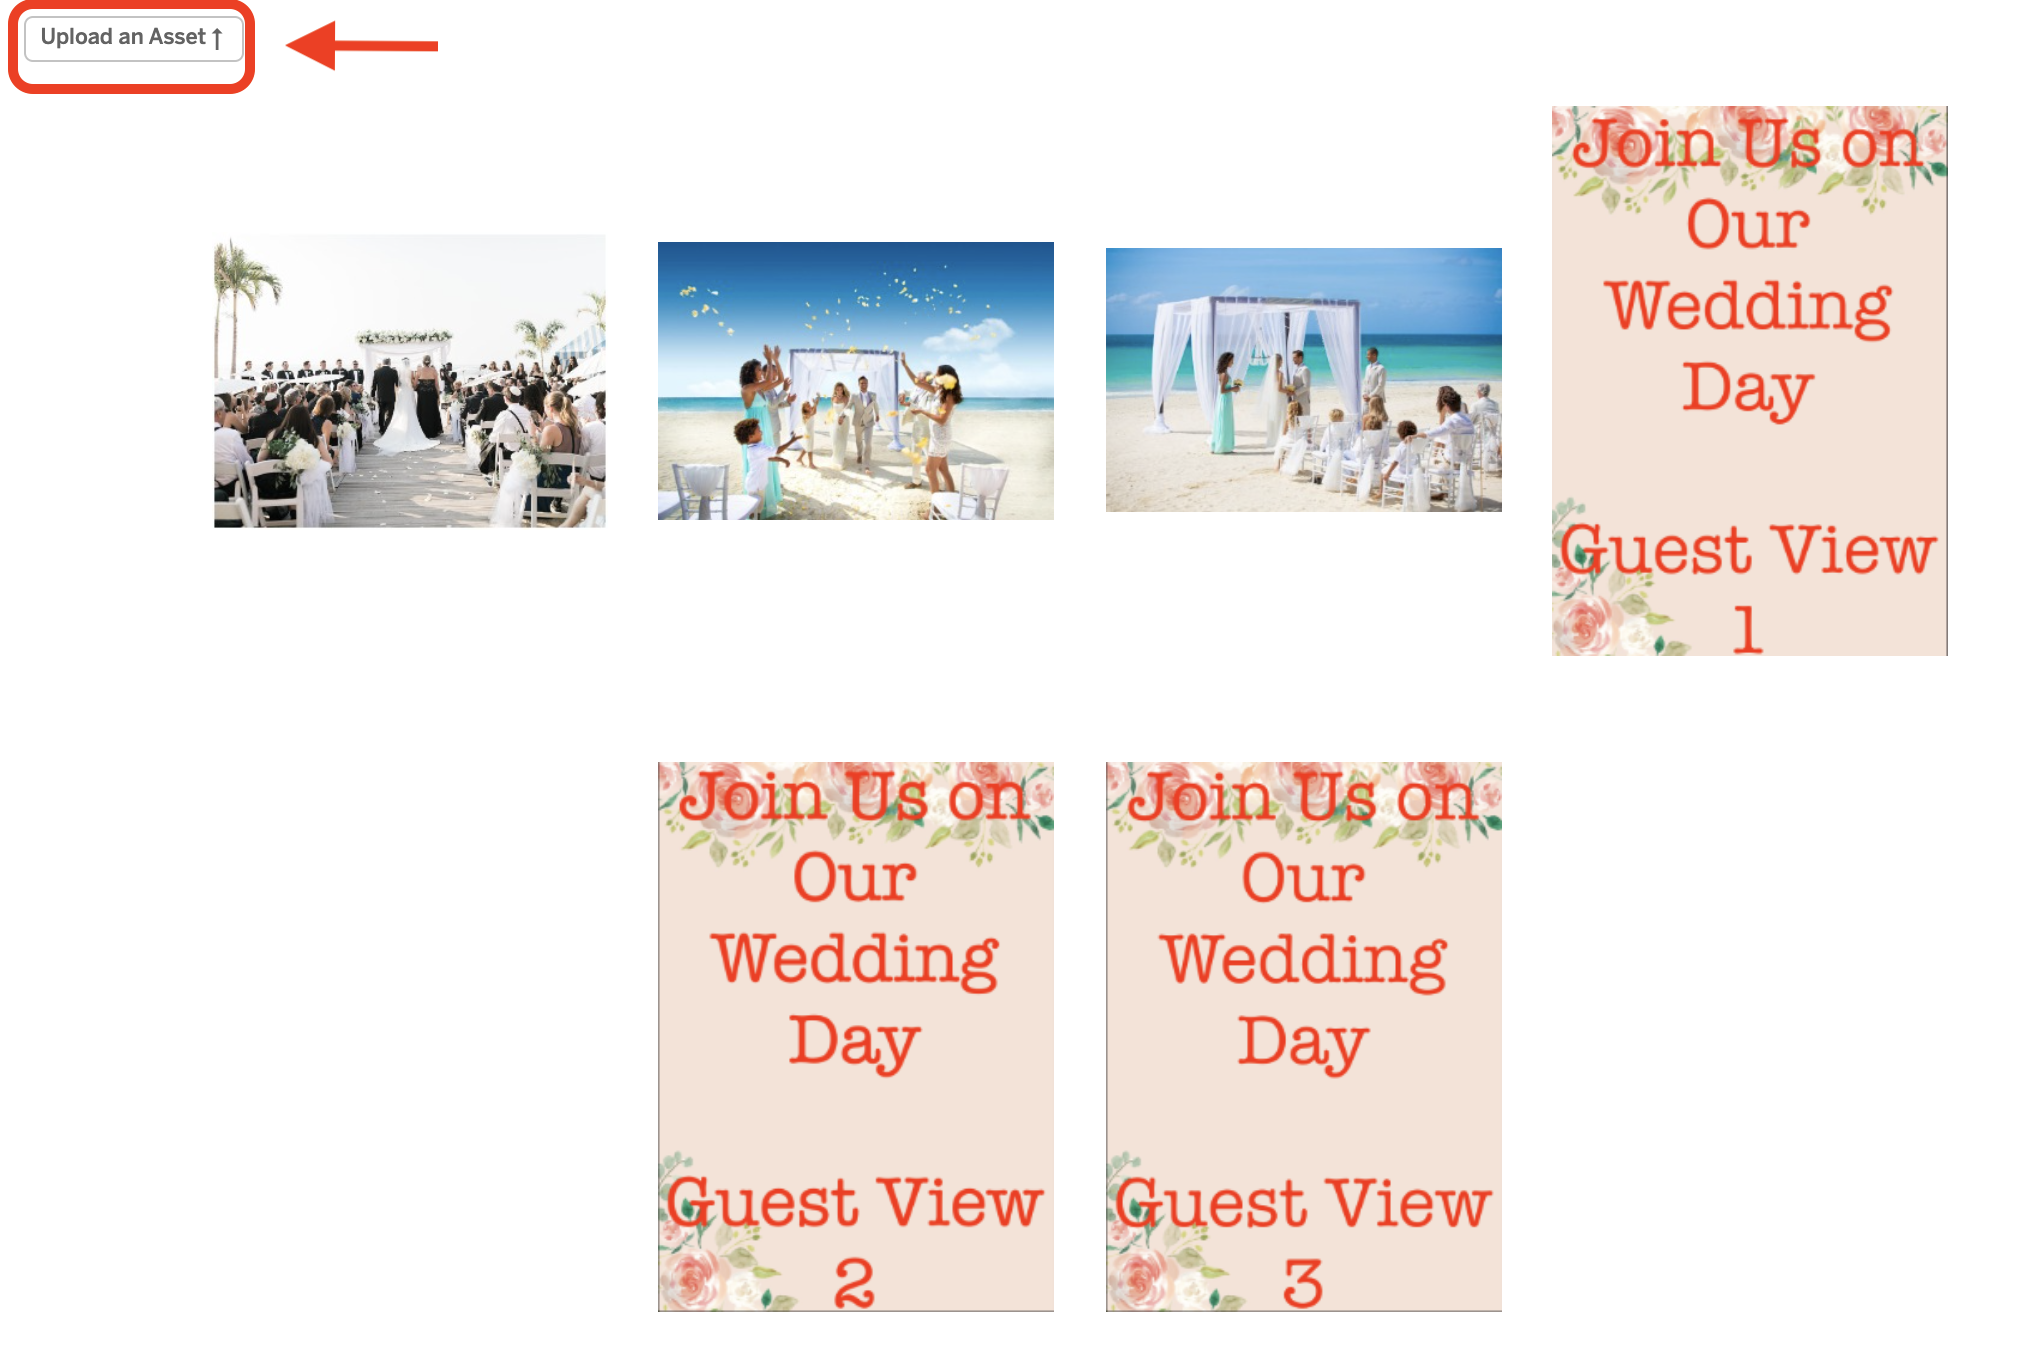 Upload an Asset ↑
Join Us on
Our
Wedding
Day
Guest View
1
Join Us on
Our
Wedding
Day
Guest View
2
Join Us on
Our
Wedding
Day
Guest View
3